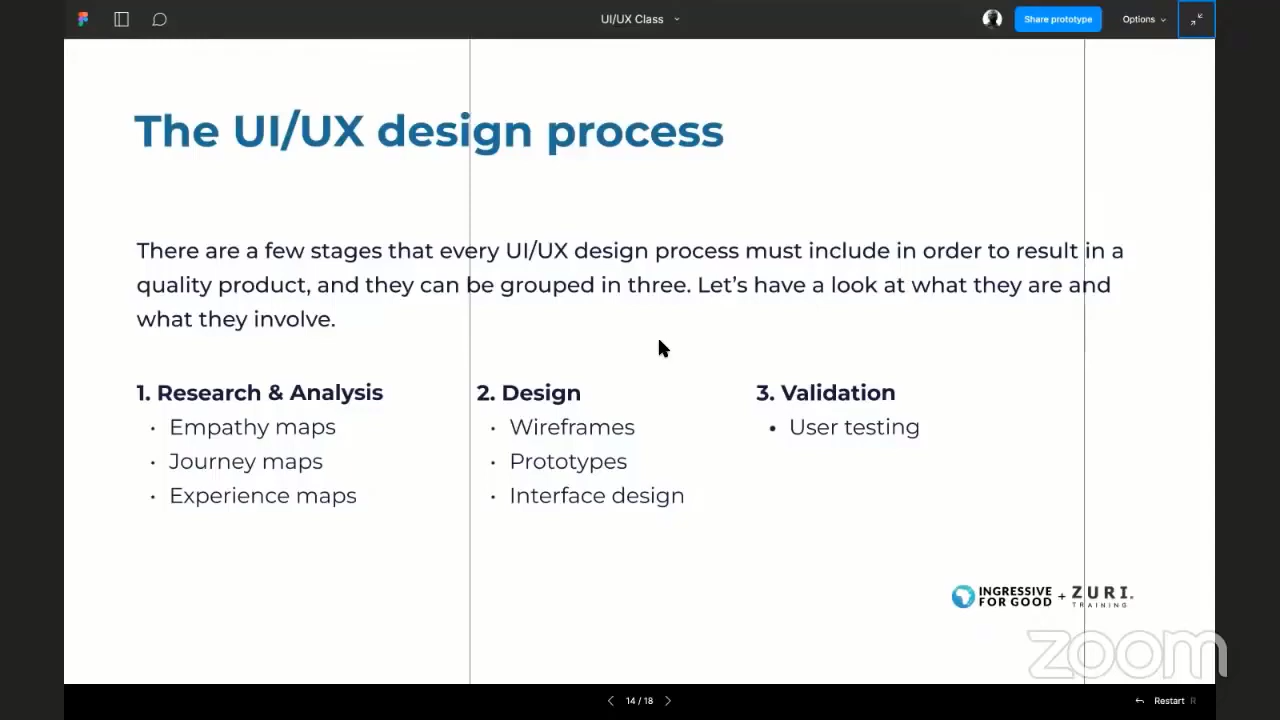 UI/UX Class
Share prototype
Options
The UI/UX design process
There are a few stages that every UI/UX design process must include in order to result in a
quality product, and they can be grouped in three. Let’s have a look at what they are and
what they involve.
1. Research & Analysis
• Empathy maps
• Journey maps
• Experience maps
2. Design
• Wireframes
• Prototypes
• Interface design
3. Validation
• User testing
INGRESSIVE
FOR GOOD
+
ZURI.
TRAINING
zoom
14 / 18
Restart R